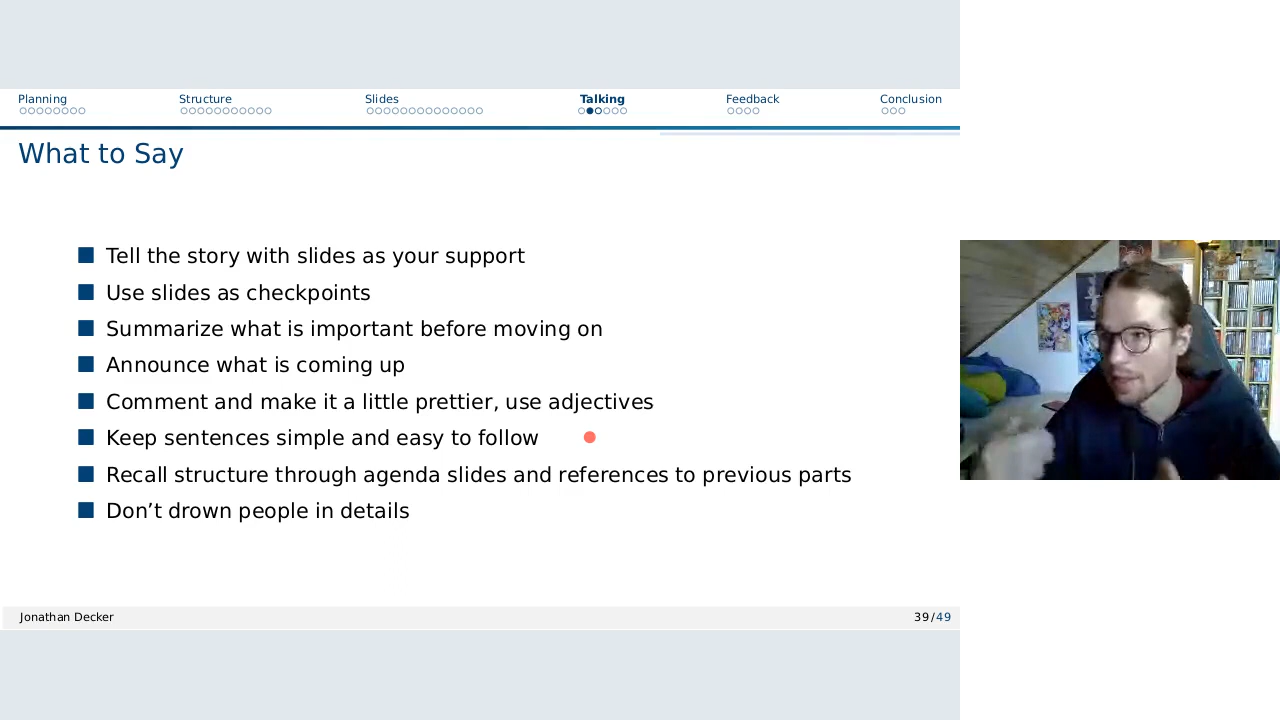 Planning Structure Slides Talking Feedback Conclusion
What to Say
Tell the story with slides as your support
Use slides as checkpoints
Summarize what is important before moving on
Announce what is coming up
Comment and make it a little prettier, use adjectives
Keep sentences simple and easy to follow
Recall structure through agenda slides and references to previous parts
Don’t drown people in details
Jonathan Decker 39/49